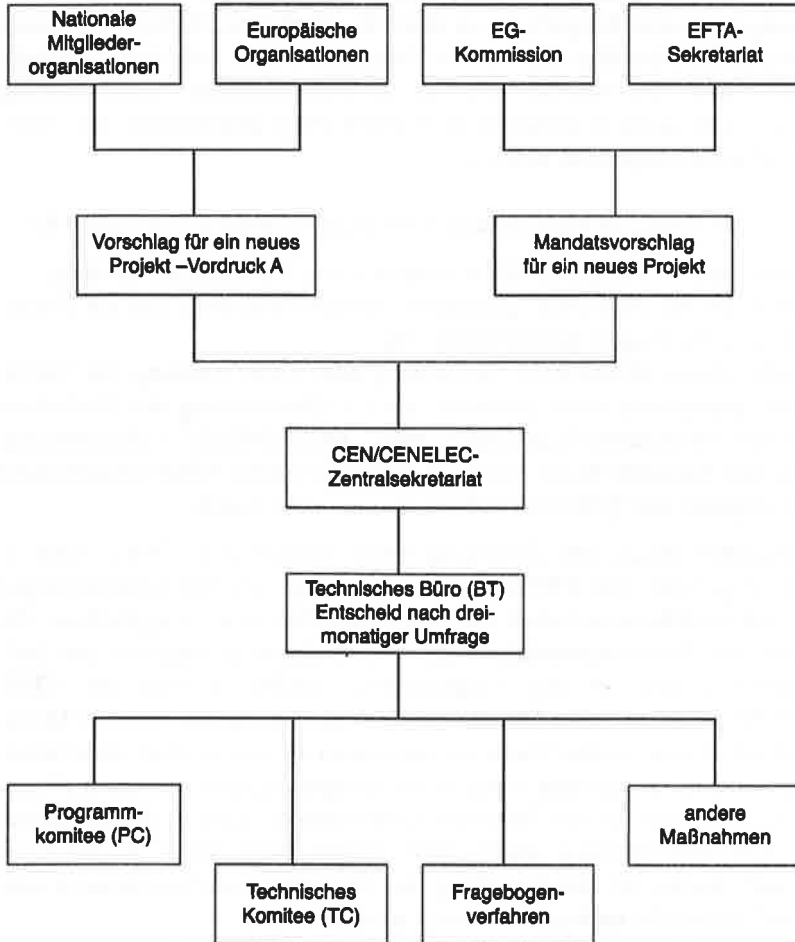 Nationale
Mitglieder-
organisationen
Europäische
Organisationen
EG-
Kommission
EFTA-
Sekretariat
Vorschlag für ein neues
Projekt –Vordruck A
Mandatsvorschlag
für ein neues Projekt
CEN/CENELEC-
Zentralsekretariat
Technisches Büro (BT)
Entscheid nach drei-
monatiger Umfrage
Programm-
komitee (PC)
Technisches
Komitee (TC)
Fragebogen-
verfahren
andere
Maßnahmen